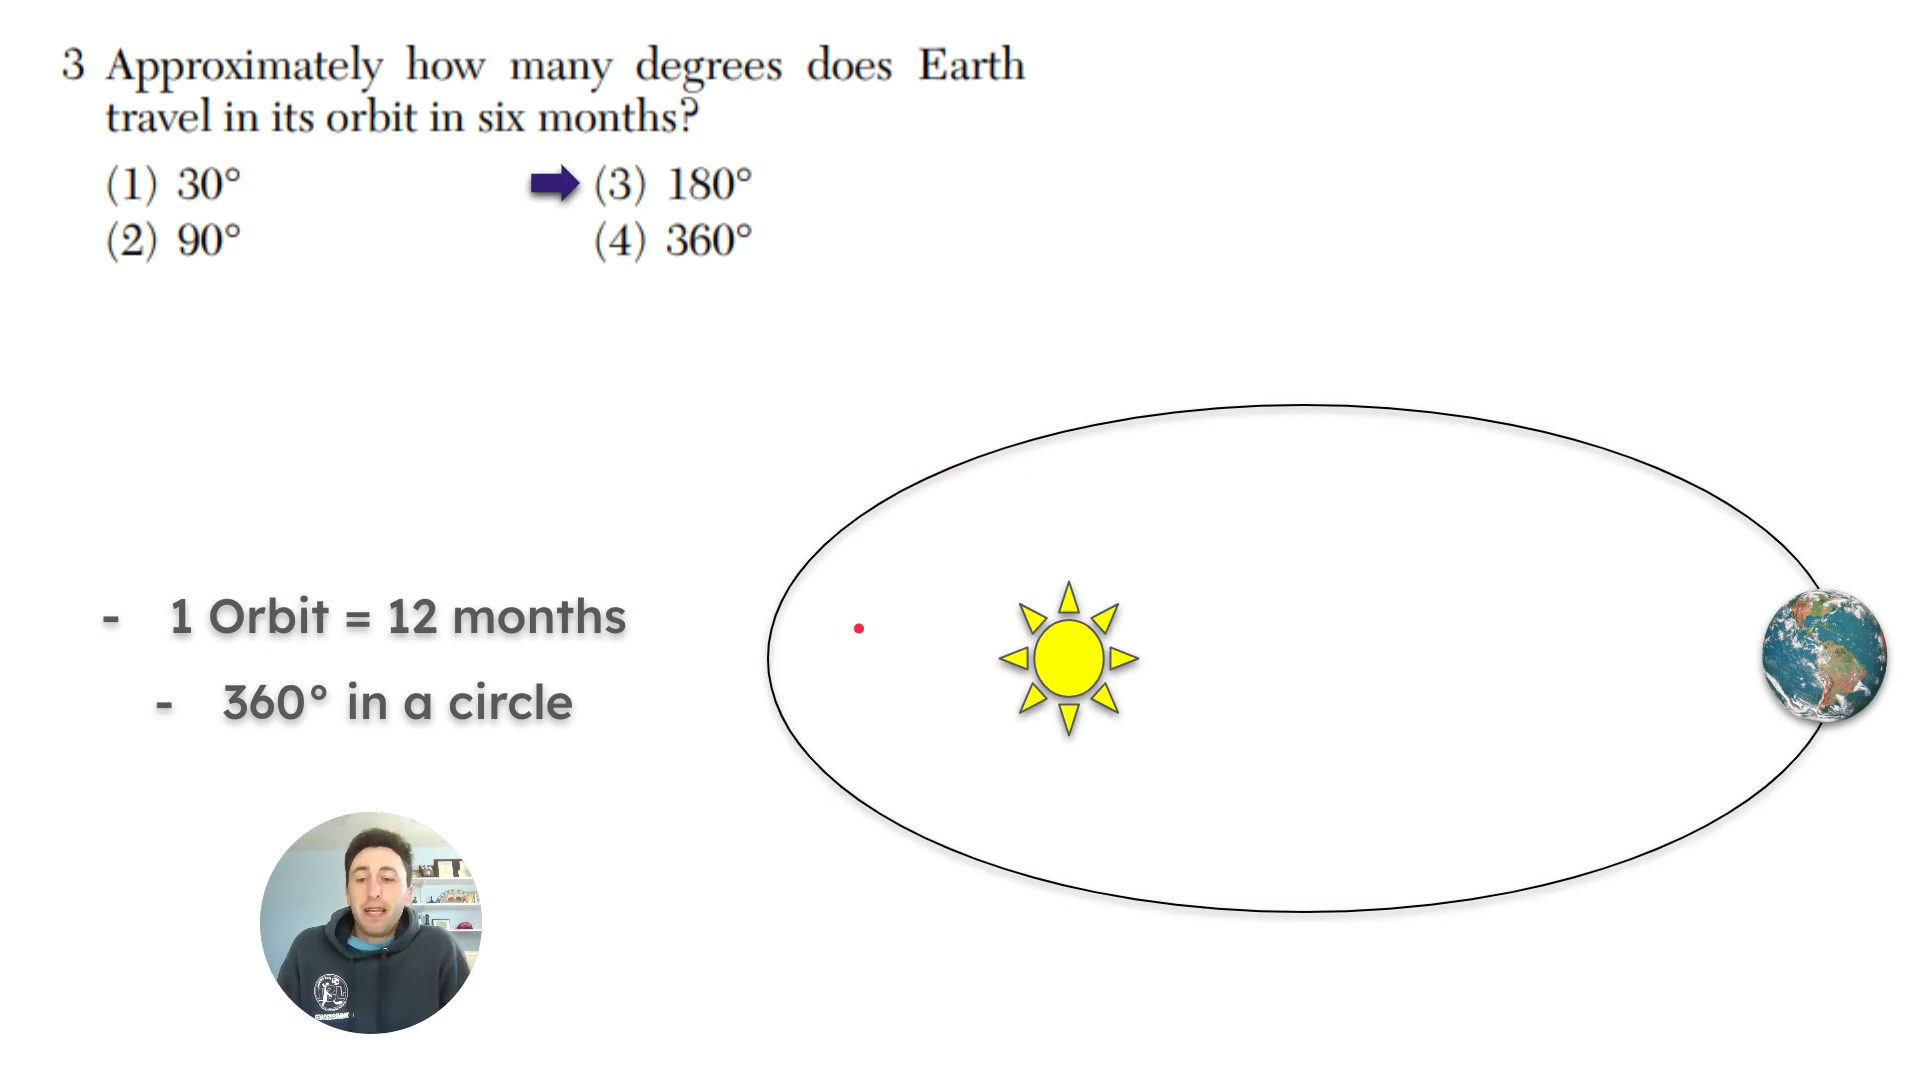 3 Approximately how many degrees does Earth
travel in its orbit in six months?
(1) 30° (3) 180°
(2) 90° (4) 360°
- 1 Orbit = 12 months
- 360° in a circle